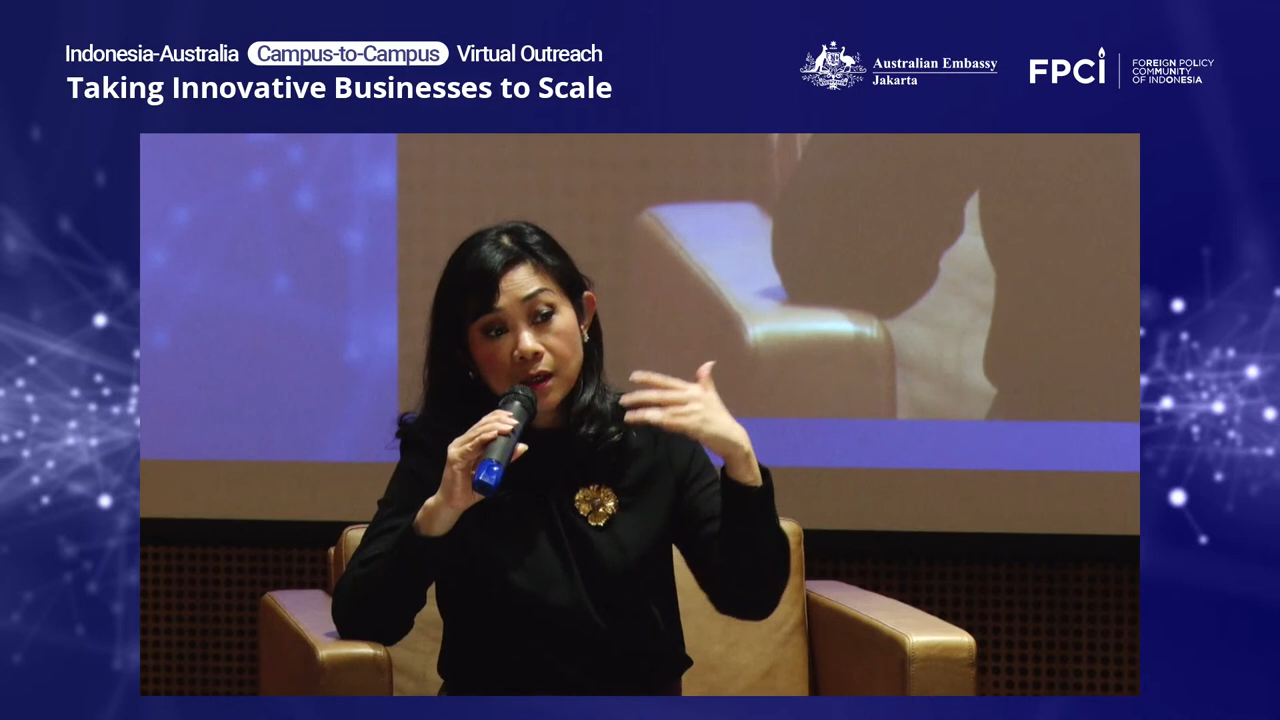 Indonesia-Australia Campus-to-Campus Virtual Outreach
Taking Innovative Businesses to Scale
Australian Embassy
Jakarta
FPCI
FOREIGN POLICY
COMMUNITY
OF INDONESIA